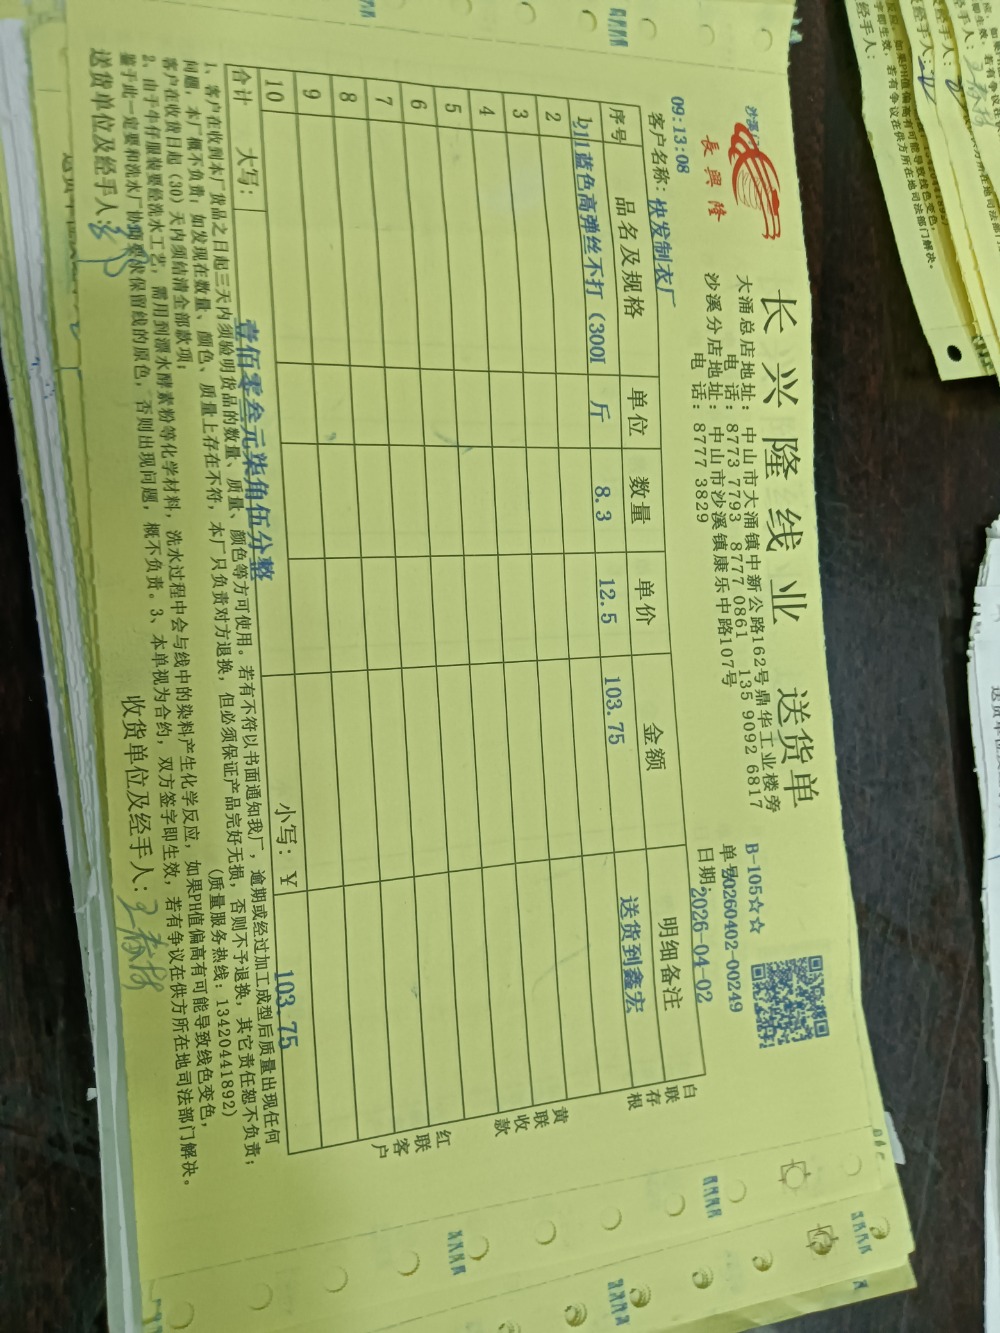 长兴隆线业 送货单
長興隆
大涌总店地址：中山市大涌镇中新公路162号鼎华工业楼旁
电 话：8773 7793 8777 0861 135 9092 6817
沙溪分店地址：中山市沙溪镇康乐中路107号
电 话：8777 3829
B-105☆☆
单号20260402-00249
日期：2026-04-02
09:13:08
客户名称：快发制衣厂
序号 品名及规格 单位 数量 单价 金额 明细备注
1 蓝色高弹丝不打（300 斤 8.3 12.5 103.75 送货到鑫宏
2
3
4
5
6
7
8
9
10
合计 大写：壹佰零叁元柒角伍分整 小写：¥ 103.75
白联存根
黄联收款
红联客户
1、客户在收到本厂货品之日起三天内须验明货品的数量、质量、颜色等方可使用。若有不符以书面通知我厂，逾期或经过加工成型后质量出现任何
问题，本厂概不负责；如发现在数量、颜色、质量上存在不符，本厂只负责对方退换，但必须保证产品完好无损，否则不予退换，其它责任恕不负责；
客户在收货日起（30）天内须结清全部款项； （质量服务热线：13420441892）
2、由于牛仔服装要经洗水工艺，需用到漂水酵素粉等化学材料，洗水过程中会与线中的染料产生化学反应，如果PH值偏高有可能导致线色变色，
鉴于此一定要和洗水厂协商要求保留线的原色，否则出现问题，概不负责。3、本单视为合约，双方签字即生效，若有争议在供方所在地司法部门解决。
送货单位及经手人： 收货单位及经手人：